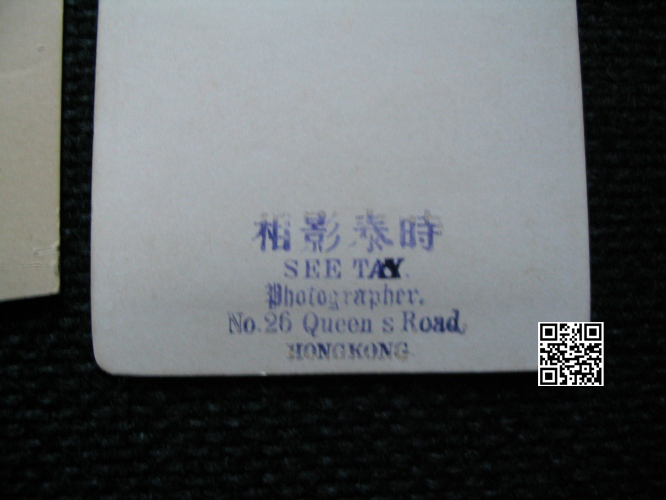 相影泰時
SEE TAY.
Photographer.
No.26 Queen s Road,
HONGKONG